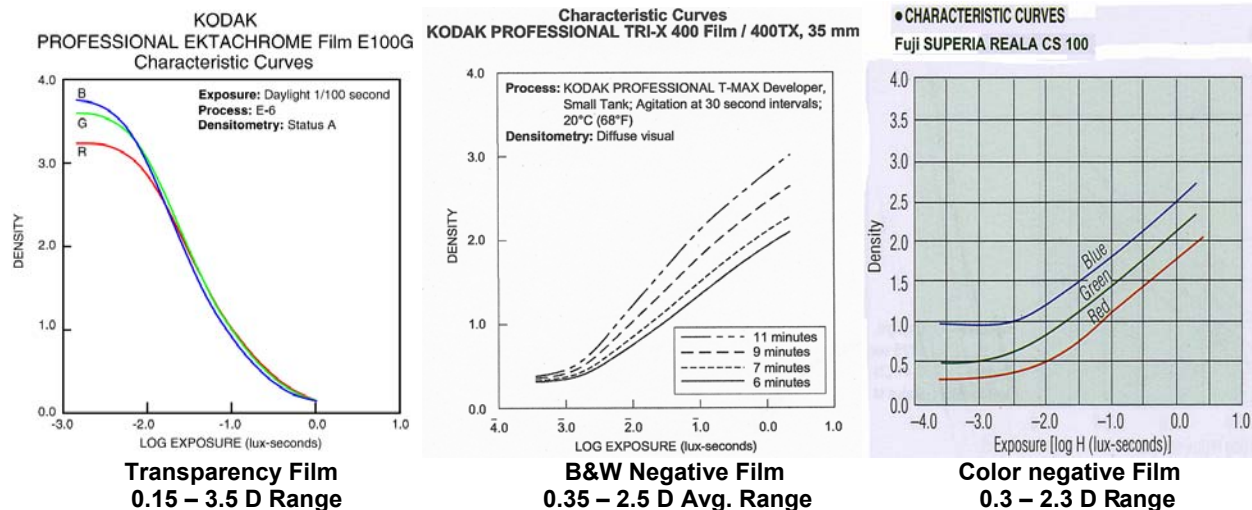 KODAK
PROFESSIONAL EKTACHROME Film E100G
Characteristic Curves
4.0
B
G
R
Exposure: Daylight 1/100 second
Process: E-6
Densitometry: Status A
3.0
2.0
1.0
0.0
DENSITY
-3.0 -2.0 -1.0 0.0 1.0
LOG EXPOSURE (lux-seconds)
Transparency Film
0.15 – 3.5 D Range
Characteristic Curves
KODAK PROFESSIONAL TRI-X 400 Film / 400TX, 35 mm
4.0
Process: KODAK PROFESSIONAL T-MAX Developer,
Small Tank; Agitation at 30 second intervals;
20°C (68°F)
Densitometry: Diffuse visual
3.0
2.0
1.0
0.0
DENSITY
11 minutes
9 minutes
7 minutes
6 minutes
4̅.0 3̅.0 2̅.0 1̅.0 0.0 1.0
LOG EXPOSURE (lux-seconds)
B&W Negative Film
0.35 – 2.5 D Avg. Range
• CHARACTERISTIC CURVES
Fuji SUPERIA REALA CS 100
4.0
3.5
3.0
2.5
2.0
1.5
1.0
0.5
0.0
Density
Blue
Green
Red
–4.0 –3.0 –2.0 –1.0 0.0 1.0
Exposure [log H (lux-seconds)]
Color negative Film
0.3 – 2.3 D Range